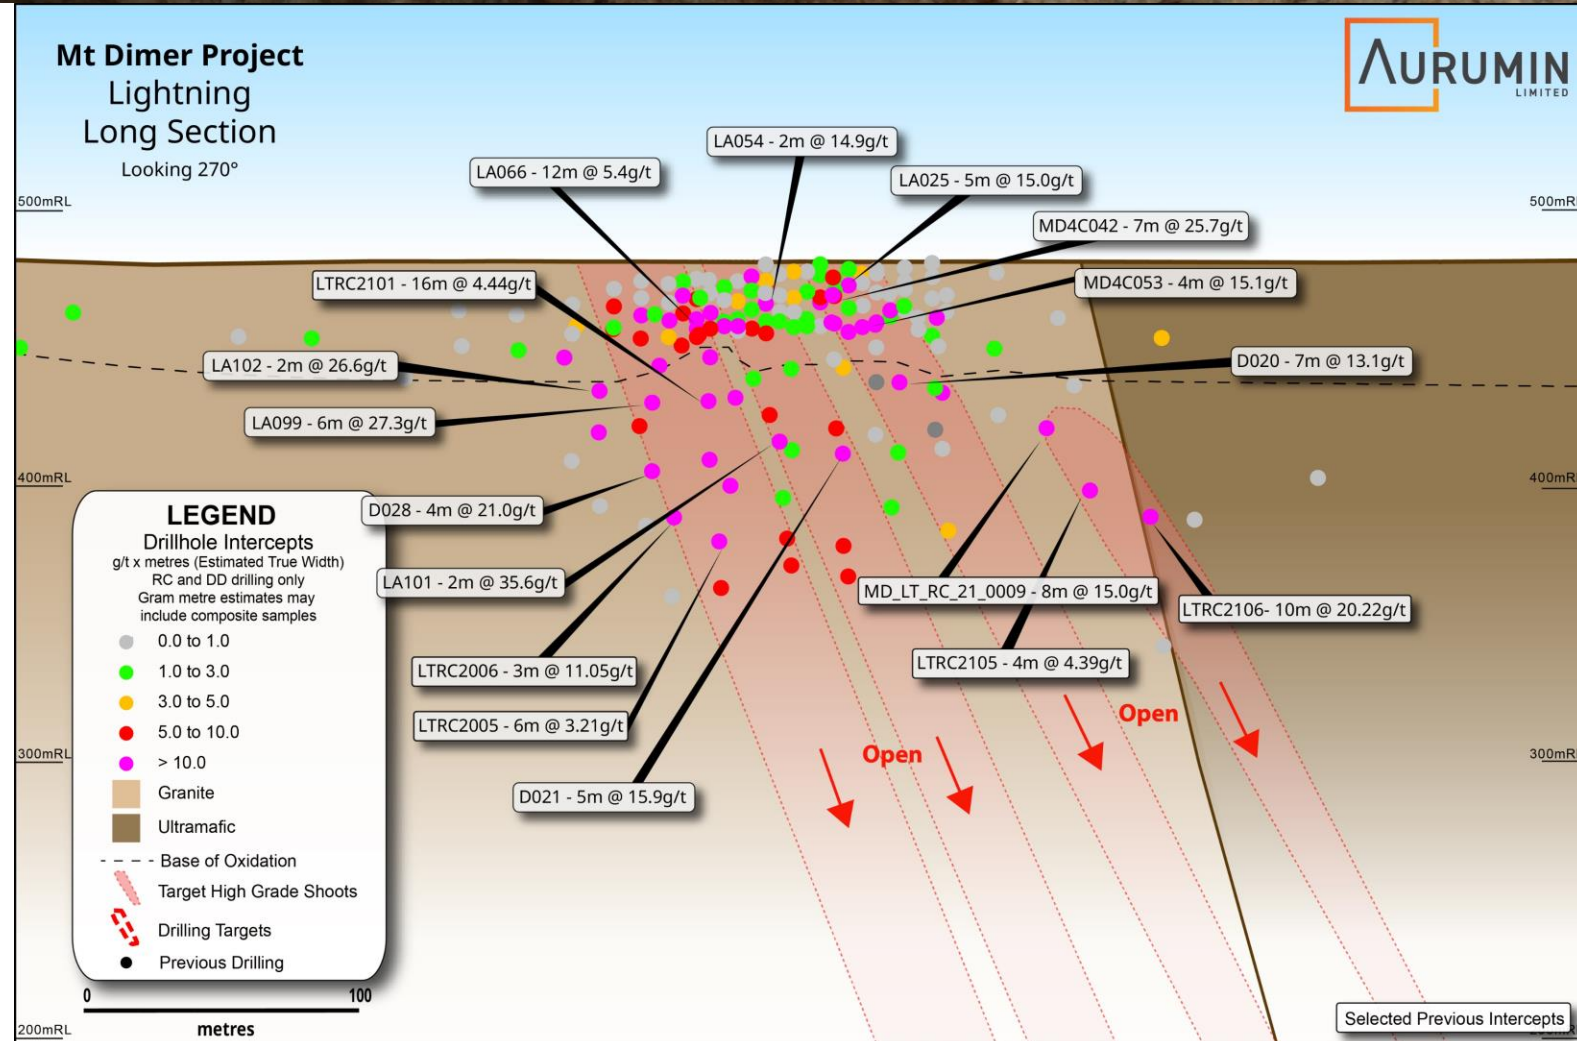 Mt Dimer Project
Lightning
Long Section
Looking 270°
AURUMIN
LIMITED
500mRL
500mRL
LA054 - 2m @ 14.9g/t
LA066 - 12m @ 5.4g/t
LA025 - 5m @ 15.0g/t
MD4C042 - 7m @ 25.7g/t
LTRC2101 - 16m @ 4.44g/t
MD4C053 - 4m @ 15.1g/t
LA102 - 2m @ 26.6g/t
D020 - 7m @ 13.1g/t
LA099 - 6m @ 27.3g/t
400mRL
400mRL
D028 - 4m @ 21.0g/t
LA101 - 2m @ 35.6g/t
MD_LT_RC_21_0009 - 8m @ 15.0g/t
LTRC2106- 10m @ 20.22g/t
LTRC2006 - 3m @ 11.05g/t
LTRC2105 - 4m @ 4.39g/t
LTRC2005 - 6m @ 3.21g/t
D021 - 5m @ 15.9g/t
Open
Open
300mRL
300mRL
LEGEND
Drillhole Intercepts
g/t x metres (Estimated True Width)
RC and DD drilling only
Gram metre estimates may
include composite samples
0.0 to 1.0
1.0 to 3.0
3.0 to 5.0
5.0 to 10.0
> 10.0
Granite
Ultramafic
Base of Oxidation
Target High Grade Shoots
Drilling Targets
Previous Drilling
0 100
metres
200mRL
Selected Previous Intercepts